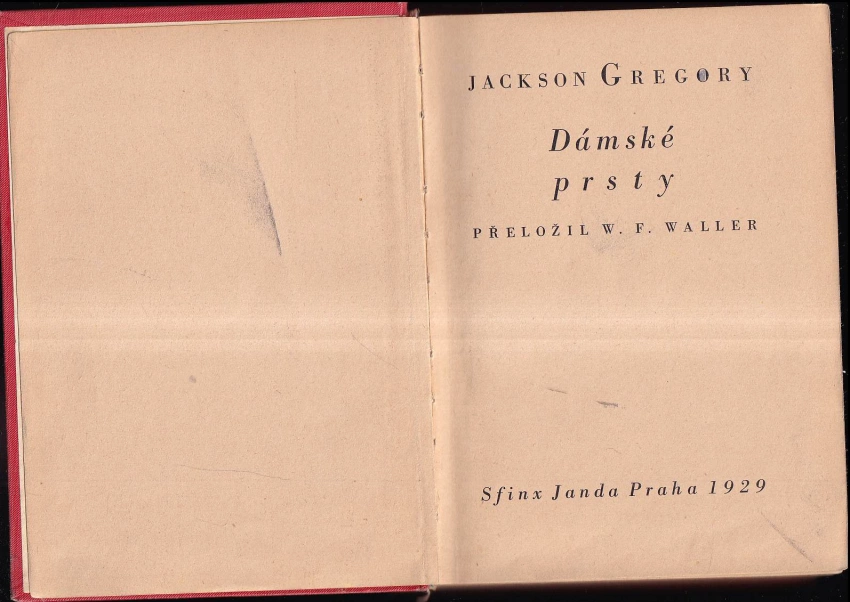 JACKSON GREGORY
Dámské
prsty
PŘELOŽIL W. F. WALLER
Sfinx Janda Praha 1929